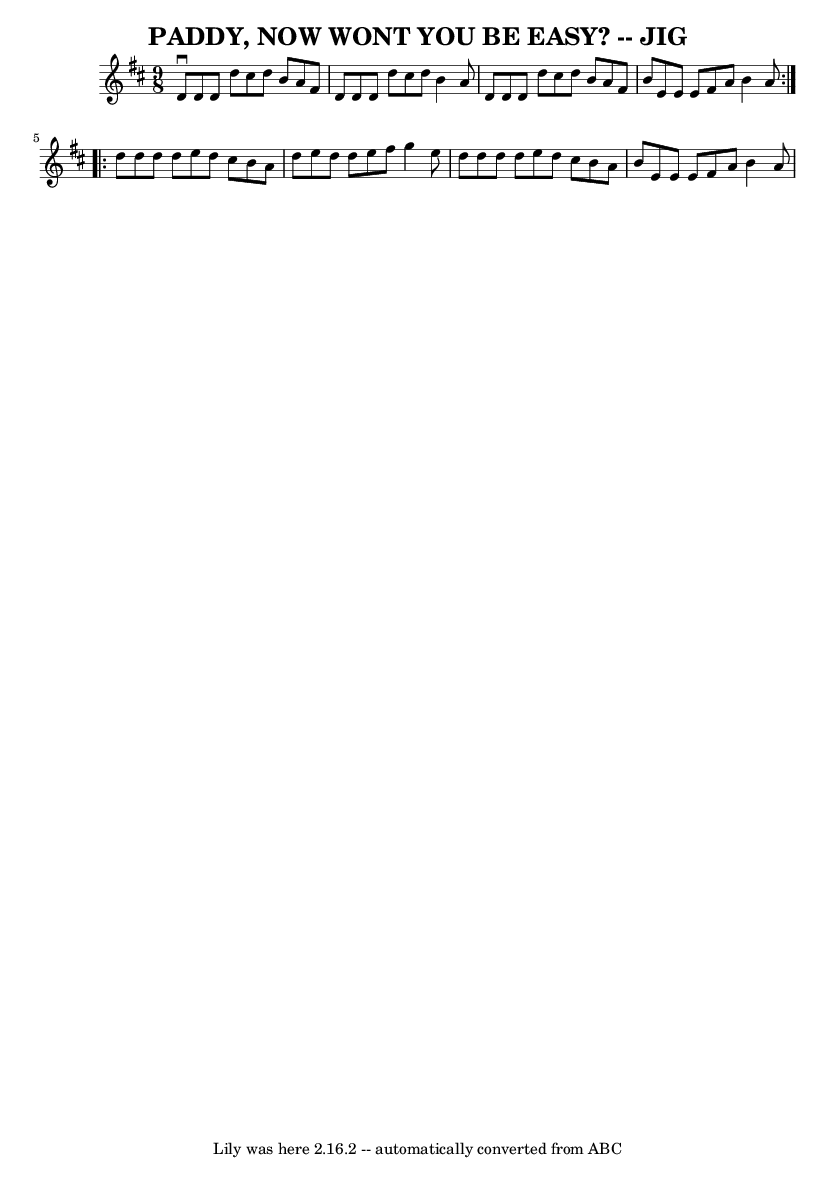 PADDY, NOW WONT YOU BE EASY? -- JIG
9
8
5
Lily was here 2.16.2 -- automatically converted from ABC